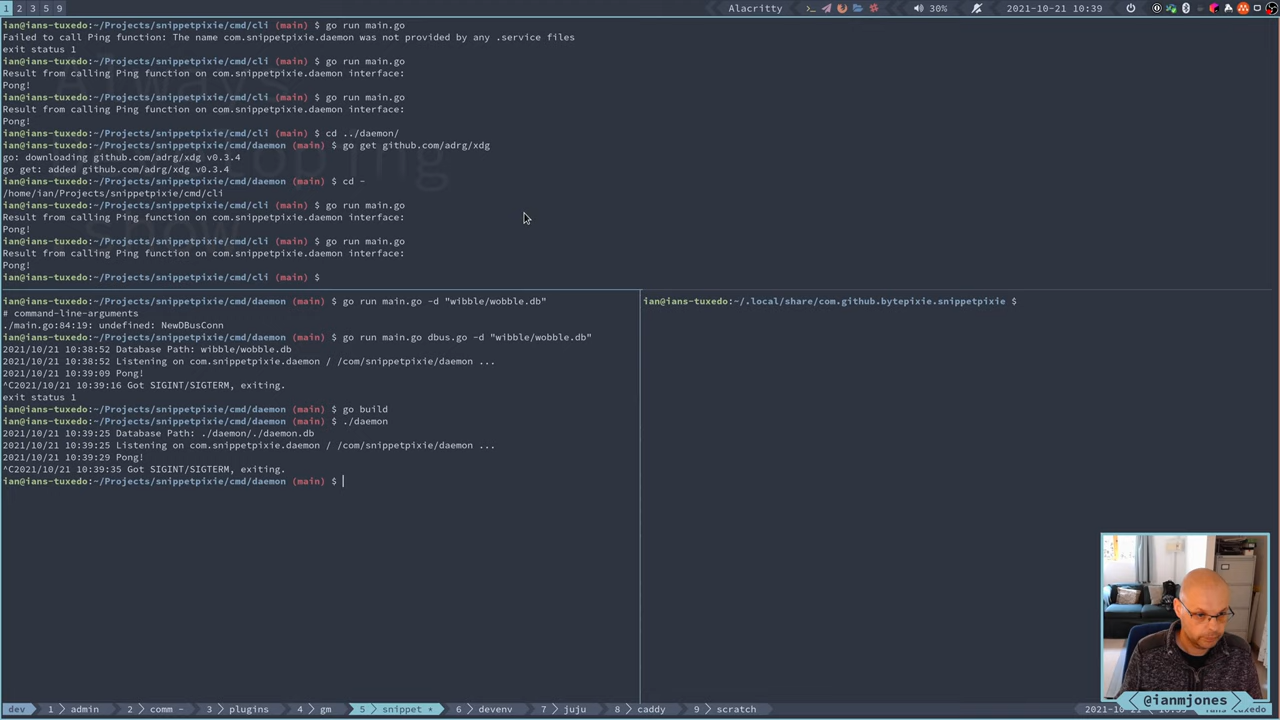 1 2 3 5 9
Alacritty
30%
2021-10-21 10:39
ian@ians-tuxedo:~/Projects/snippetpixie/cmd/cli (main) $ go run main.go
Failed to call Ping function: The name com.snippetpixie.daemon was not provided by any .service files
exit status 1
ian@ians-tuxedo:~/Projects/snippetpixie/cmd/cli (main) $ go run main.go
Result from calling Ping function on com.snippetpixie.daemon interface:
Pong!
ian@ians-tuxedo:~/Projects/snippetpixie/cmd/cli (main) $ go run main.go
Result from calling Ping function on com.snippetpixie.daemon interface:
Pong!
ian@ians-tuxedo:~/Projects/snippetpixie/cmd/cli (main) $ cd ../daemon/
ian@ians-tuxedo:~/Projects/snippetpixie/cmd/daemon (main) $ go get github.com/adrg/xdg
go: downloading github.com/adrg/xdg v0.3.4
go get: added github.com/adrg/xdg v0.3.4
ian@ians-tuxedo:~/Projects/snippetpixie/cmd/daemon (main) $ cd -
/home/ian/Projects/snippetpixie/cmd/cli
ian@ians-tuxedo:~/Projects/snippetpixie/cmd/cli (main) $ go run main.go
Result from calling Ping function on com.snippetpixie.daemon interface:
Pong!
ian@ians-tuxedo:~/Projects/snippetpixie/cmd/cli (main) $ go run main.go
Result from calling Ping function on com.snippetpixie.daemon interface:
Pong!
ian@ians-tuxedo:~/Projects/snippetpixie/cmd/cli (main) $
ian@ians-tuxedo:~/Projects/snippetpixie/cmd/daemon (main) $ go run main.go -d "wibble/wobble.db"
# command-line-arguments
./main.go:84:19: undefined: NewDBusConn
ian@ians-tuxedo:~/Projects/snippetpixie/cmd/daemon (main) $ go run main.go dbus.go -d "wibble/wobble.db"
2021/10/21 10:38:52 Database Path: wibble/wobble.db
2021/10/21 10:38:52 Listening on com.snippetpixie.daemon / /com/snippetpixie/daemon ...
2021/10/21 10:39:09 Pong!
^C2021/10/21 10:39:16 Got SIGINT/SIGTERM, exiting.
exit status 1
ian@ians-tuxedo:~/Projects/snippetpixie/cmd/daemon (main) $ go build
ian@ians-tuxedo:~/Projects/snippetpixie/cmd/daemon (main) $ ./daemon
2021/10/21 10:39:25 Database Path: ./daemon/./daemon.db
2021/10/21 10:39:25 Listening on com.snippetpixie.daemon / /com/snippetpixie/daemon ...
2021/10/21 10:39:29 Pong!
^C2021/10/21 10:39:35 Got SIGINT/SIGTERM, exiting.
ian@ians-tuxedo:~/Projects/snippetpixie/cmd/daemon (main) $
ian@ians-tuxedo:~/.local/share/com.github.bytepixie.snippetpixie $
@ianmjones
dev 1 > admin 2 > comm - 3 > plugins 4 > gm 5 > snippet * 6 > devenv 7 > juju 8 > caddy 9 > scratch